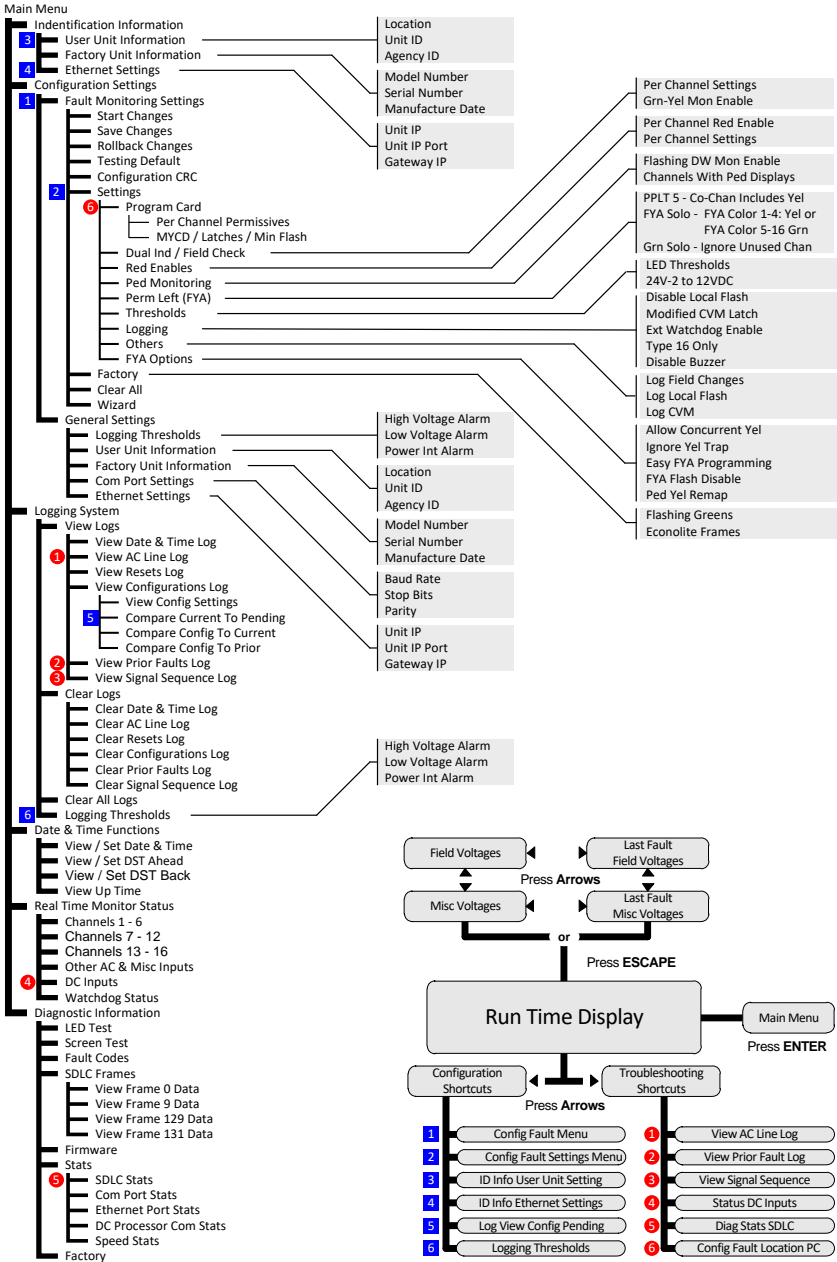 Main Menu
Indentification Information
3
User Unit Information
Factory Unit Information
4
Ethernet Settings
Configuration Settings
1
Fault Monitoring Settings
Start Changes
Save Changes
Rollback Changes
Testing Default
Configuration CRC
2
Settings
6
Program Card
Per Channel Permissives
MYCD / Latches / Min Flash
Dual Ind / Field Check
Red Enables
Ped Monitoring
Perm Left (FYA)
Thresholds
Logging
Others
FYA Options
Factory
Clear All
Wizard
General Settings
Logging Thresholds
User Unit Information
Factory Unit Information
Com Port Settings
Ethernet Settings
Logging System
View Logs
View Date & Time Log
1
View AC Line Log
View Resets Log
View Configurations Log
View Config Settings
5
Compare Current To Pending
Compare Config To Current
Compare Config To Prior
2
View Prior Faults Log
3
View Signal Sequence Log
Clear Logs
Clear Date & Time Log
Clear AC Line Log
Clear Resets Log
Clear Configurations Log
Clear Prior Faults Log
Clear Signal Sequence Log
Clear All Logs
6
Logging Thresholds
Date & Time Functions
View / Set Date & Time
View / Set DST Ahead
View / Set DST Back
View Up Time
Real Time Monitor Status
Channels 1 - 6
Channels 7 - 12
Channels 13 - 16
Other AC & Misc Inputs
4
DC Inputs
Watchdog Status
Diagnostic Information
LED Test
Screen Test
Fault Codes
SDLC Frames
View Frame 0 Data
View Frame 9 Data
View Frame 129 Data
View Frame 131 Data
Firmware
Stats
5
SDLC Stats
Com Port Stats
Ethernet Port Stats
DC Processor Com Stats
Speed Stats
Factory
Location
Unit ID
Agency ID
Model Number
Serial Number
Manufacture Date
Unit IP
Unit IP Port
Gateway IP
High Voltage Alarm
Low Voltage Alarm
Power Int Alarm
Location
Unit ID
Agency ID
Model Number
Serial Number
Manufacture Date
Baud Rate
Stop Bits
Parity
Unit IP
Unit IP Port
Gateway IP
High Voltage Alarm
Low Voltage Alarm
Power Int Alarm
Per Channel Settings
Grn-Yel Mon Enable
Per Channel Red Enable
Per Channel Settings
Flashing DW Mon Enable
Channels With Ped Displays
PPLT 5 - Co-Chan Includes Yel
FYA Solo - FYA Color 1-4: Yel or
FYA Color 5-16 Grn
Grn Solo - Ignore Unused Chan
LED Thresholds
24V-2 to 12VDC
Disable Local Flash
Modified CVM Latch
Ext Watchdog Enable
Type 16 Only
Disable Buzzer
Log Field Changes
Log Local Flash
Log CVM
Allow Concurrent Yel
Ignore Yel Trap
Easy FYA Programming
FYA Flash Disable
Ped Yel Remap
Flashing Greens
Econolite Frames
Field Voltages
Last Fault
Field Voltages
Press Arrows
Misc Voltages
Last Fault
Misc Voltages
or
Press ESCAPE
Run Time Display
Main Menu
Press ENTER
Configuration
Shortcuts
Troubleshooting
Shortcuts
Press Arrows
1 Config Fault Menu
2 Config Fault Settings Menu
3 ID Info User Unit Setting
4 ID Info Ethernet Settings
5 Log View Config Pending
6 Logging Thresholds
1 View AC Line Log
2 View Prior Fault Log
3 View Signal Sequence
4 Status DC Inputs
5 Diag Stats SDLC
6 Config Fault Location PC